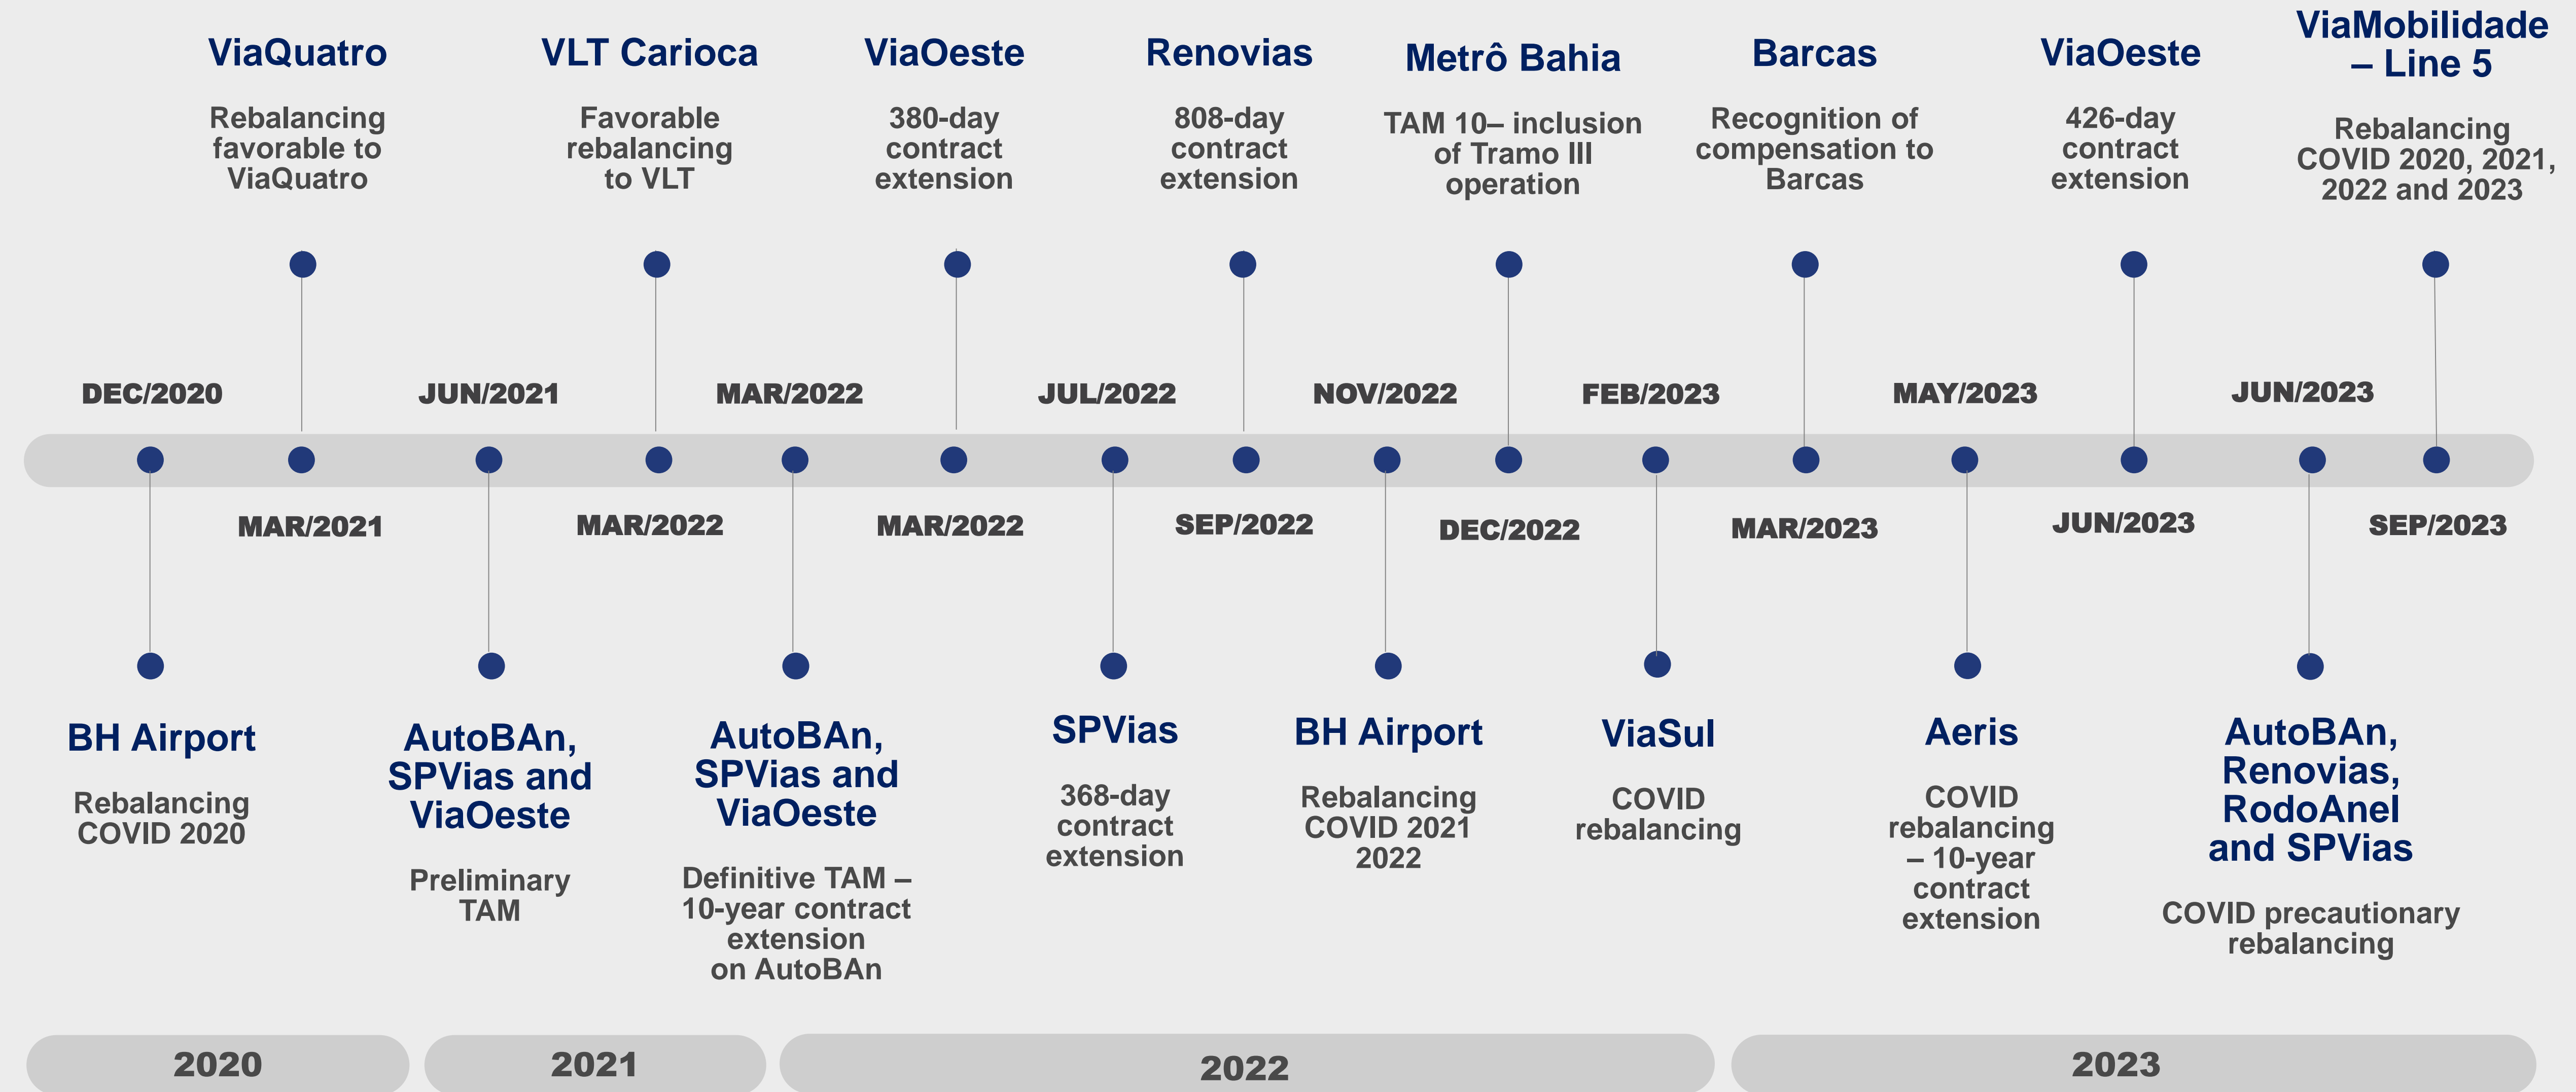 ViaQuatro
Rebalancing
favorable to
ViaQuatro
VLT Carioca
Favorable
rebalancing
to VLT
ViaOeste
380-day
contract
extension
Renovias
808-day
contract
extension
Metrô Bahia
TAM 10– inclusion
of Tramo III
operation
Barcas
Recognition of
compensation to
Barcas
ViaOeste
426-day
contract
extension
ViaMobilidade
– Line 5
Rebalancing
COVID 2020, 2021,
2022 and 2023
DEC/2020
JUN/2021
MAR/2022
JUL/2022
NOV/2022
FEB/2023
MAY/2023
JUN/2023
MAR/2021
MAR/2022
MAR/2022
SEP/2022
DEC/2022
MAR/2023
JUN/2023
SEP/2023
BH Airport
Rebalancing
COVID 2020
AutoBAn,
SPVias and
ViaOeste
Preliminary
TAM
AutoBAn,
SPVias and
ViaOeste
Definitive TAM –
10-year contract
extension
on AutoBAn
SPVias
368-day
contract
extension
BH Airport
Rebalancing
COVID 2021
2022
ViaSul
COVID
rebalancing
Aeris
COVID
rebalancing
– 10-year
contract
extension
AutoBAn,
Renovias,
RodoAnel
and SPVias
COVID precautionary
rebalancing
2020
2021
2022
2023